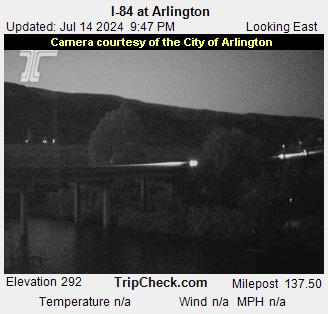 I-84 at Arlington
Updated: Jul 14 2024 9:47 PM Looking East
Camera courtesy of the City of Arlington
Elevation 292 TripCheck.com Milepost 137.50
Temperature n/a Wind n/a MPH n/a